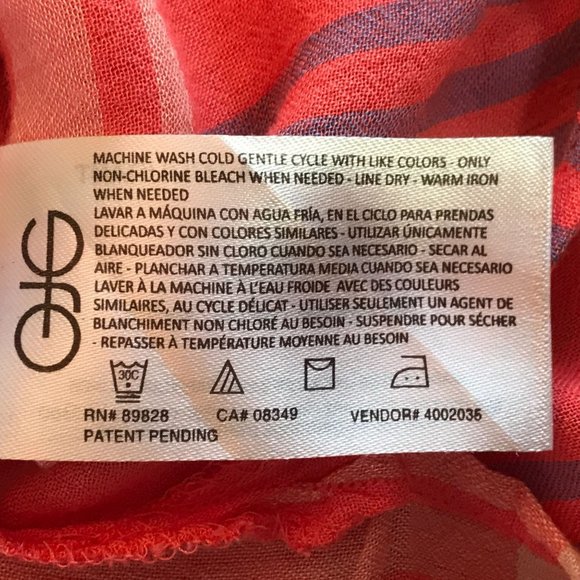 MACHINE WASH COLD GENTLE CYCLE WITH LIKE COLORS - ONLY
NON-CHLORINE BLEACH WHEN NEEDED - LINE DRY - WARM IRON
WHEN NEEDED
LAVAR A MÁQUINA CON AGUA FRÍA, EN EL CICLO PARA PRENDAS
DELICADAS Y CON COLORES SIMILARES - UTILIZAR ÚNICAMENTE
BLANQUEADOR SIN CLORO CUANDO SEA NECESARIO - SECAR AL
AIRE - PLANCHAR A TEMPERATURA MEDIA CUANDO SEA NECESARIO
LAVER À LA MACHINE À L'EAU FROIDE AVEC DES COULEURS
SIMILAIRES, AU CYCLE DÉLICAT - UTILISER SEULEMENT UN AGENT DE
BLANCHIMENT NON CHLORÉ AU BESOIN - SUSPENDRE POUR SÉCHER
- REPASSER À TEMPÉRATURE MOYENNE AU BESOIN
30C
RN# 89828 CA# 08349 VENDOR# 4002035
PATENT PENDING